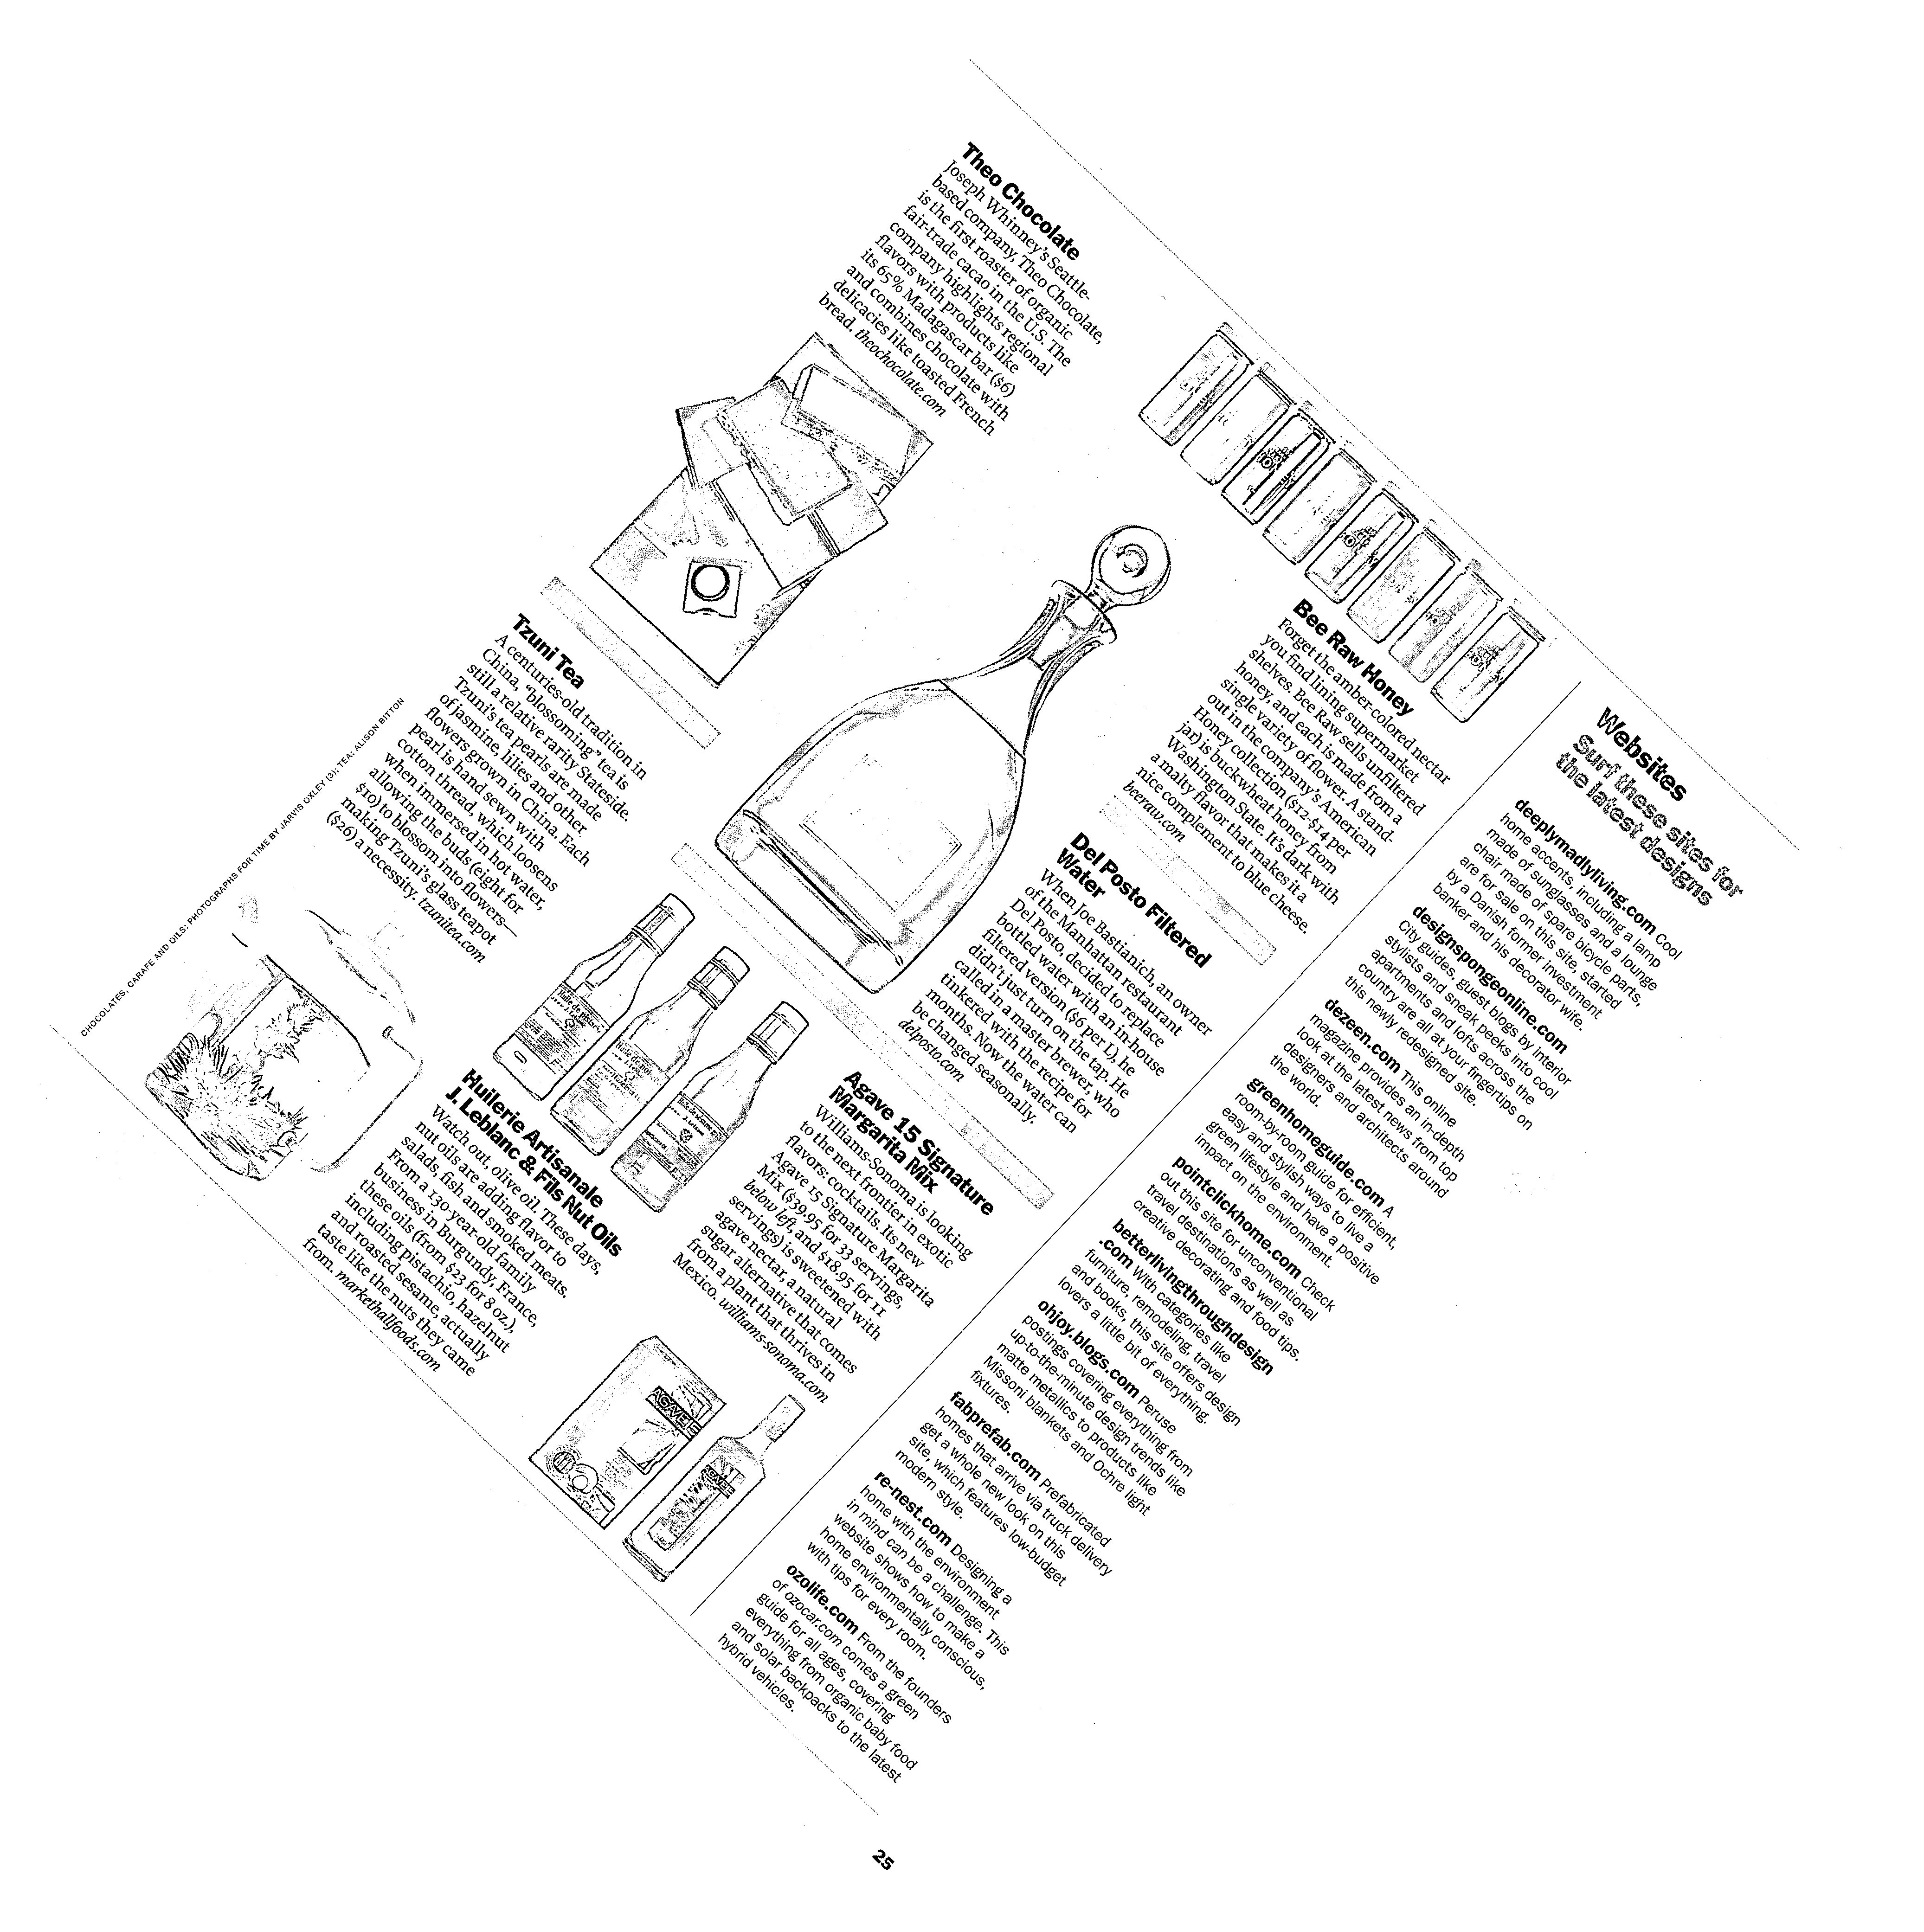 Theo Chocolate
Joseph Whinney's Seattle-
based company, Theo Chocolate,
is the first roaster of organic
fair-trade cacao in the U.S. The
company highlights regional
flavors with products like
its 65% Madagascar bar ($6)
and combines chocolate with
delicacies like toasted French
bread. theochocolate.com
Tzuni Tea
A centuries-old tradition in
China, “blossoming” tea is
still a relative rarity Stateside.
Tzuni's tea pearls are made
of jasmine, lilies and other
flowers grown in China. Each
pearl is hand sewn with
cotton thread, which loosens
when immersed in hot water,
allowing the buds (eight for
$10) to blossom into flowers—
making Tzuni's glass teapot
($26) a necessity. tzunitea.com
CHOCOLATES, CARAFE AND OILS: PHOTOGRAPHS FOR TIME BY JARVIS OXLEY (3); TEA: ALISON BITTON
Bee Raw Honey
Forget the amber-colored nectar
you find lining supermarket
shelves. Bee Raw sells unfiltered
honey, and each is made from a
single variety of flower. A stand-
out in the company's American
Honey collection ($12-$14 per
jar) is buckwheat honey from
Washington State. It's dark with
a malty flavor that makes it a
nice complement to blue cheese.
beeraw.com
Del Posto Filtered
Water
When Joe Bastianich, an owner
of the Manhattan restaurant
Del Posto, decided to replace
bottled water with an in-house
filtered version ($6 per L), he
didn't just turn on the tap. He
called in a master brewer, who
tinkered with the recipe for
months. Now the water can
be changed seasonally.
delposto.com
Huilerie Artisanale
J. Leblanc & Fils Nut Oils
Watch out, olive oil. These days,
nut oils are adding flavor to
salads, fish and smoked meats.
From a 130-year-old family
business in Burgundy, France,
these oils (from $23 for 8 oz.),
including pistachio, hazelnut
and roasted sesame, actually
taste like the nuts they came
from. markethallfoods.com
Agave 15 Signature
Margarita Mix
Williams-Sonoma is looking
to the next frontier in exotic
flavors: cocktails. Its new
Agave 15 Signature Margarita
Mix ($39.95 for 33 servings,
below left, and $18.95 for 11
servings) is sweetened with
agave nectar, a natural
sugar alternative that comes
from a plant that thrives in
Mexico. williams-sonoma.com
AGAVE
Websites
Surf these sites for
the latest designs
deeplymadlyliving.com Cool
home accents, including a lamp
made of sunglasses and a lounge
chair made of spare bicycle parts,
are for sale on this site, started
by a Danish former investment
banker and his decorator wife.
designspongeonline.com
City guides, guest blogs by interior
stylists and sneak peeks into cool
apartments and lofts across the
country are all at your fingertips on
this newly redesigned site.
dezeen.com This online
magazine provides an in-depth
look at the latest news from top
designers and architects around
the world.
greenhomeguide.com A
room-by-room guide for efficient,
easy and stylish ways to live a
green lifestyle and have a positive
impact on the environment.
pointclickhome.com Check
out this site for unconventional
travel destinations as well as
creative decorating and food tips.
betterlivingthroughdesign
.com With categories like
furniture, remodeling, travel
and books, this site offers design
lovers a little bit of everything.
ohjoy.blogs.com Peruse
postings covering everything from
up-to-the-minute design trends like
matte metallics to products like
Missoni blankets and Ochre light
fixtures.
fabprefab.com Prefabricated
homes that arrive via truck delivery
get a whole new look on this
site, which features low-budget
modern style.
re-nest.com Designing a
home with the environment
in mind can be a challenge. This
website shows how to make a
home environmentally conscious,
with tips for every room.
ozolife.com From the founders
of ozocar.com comes a green
guide for all ages, covering
everything from organic baby food
and solar backpacks to the latest
hybrid vehicles.
25